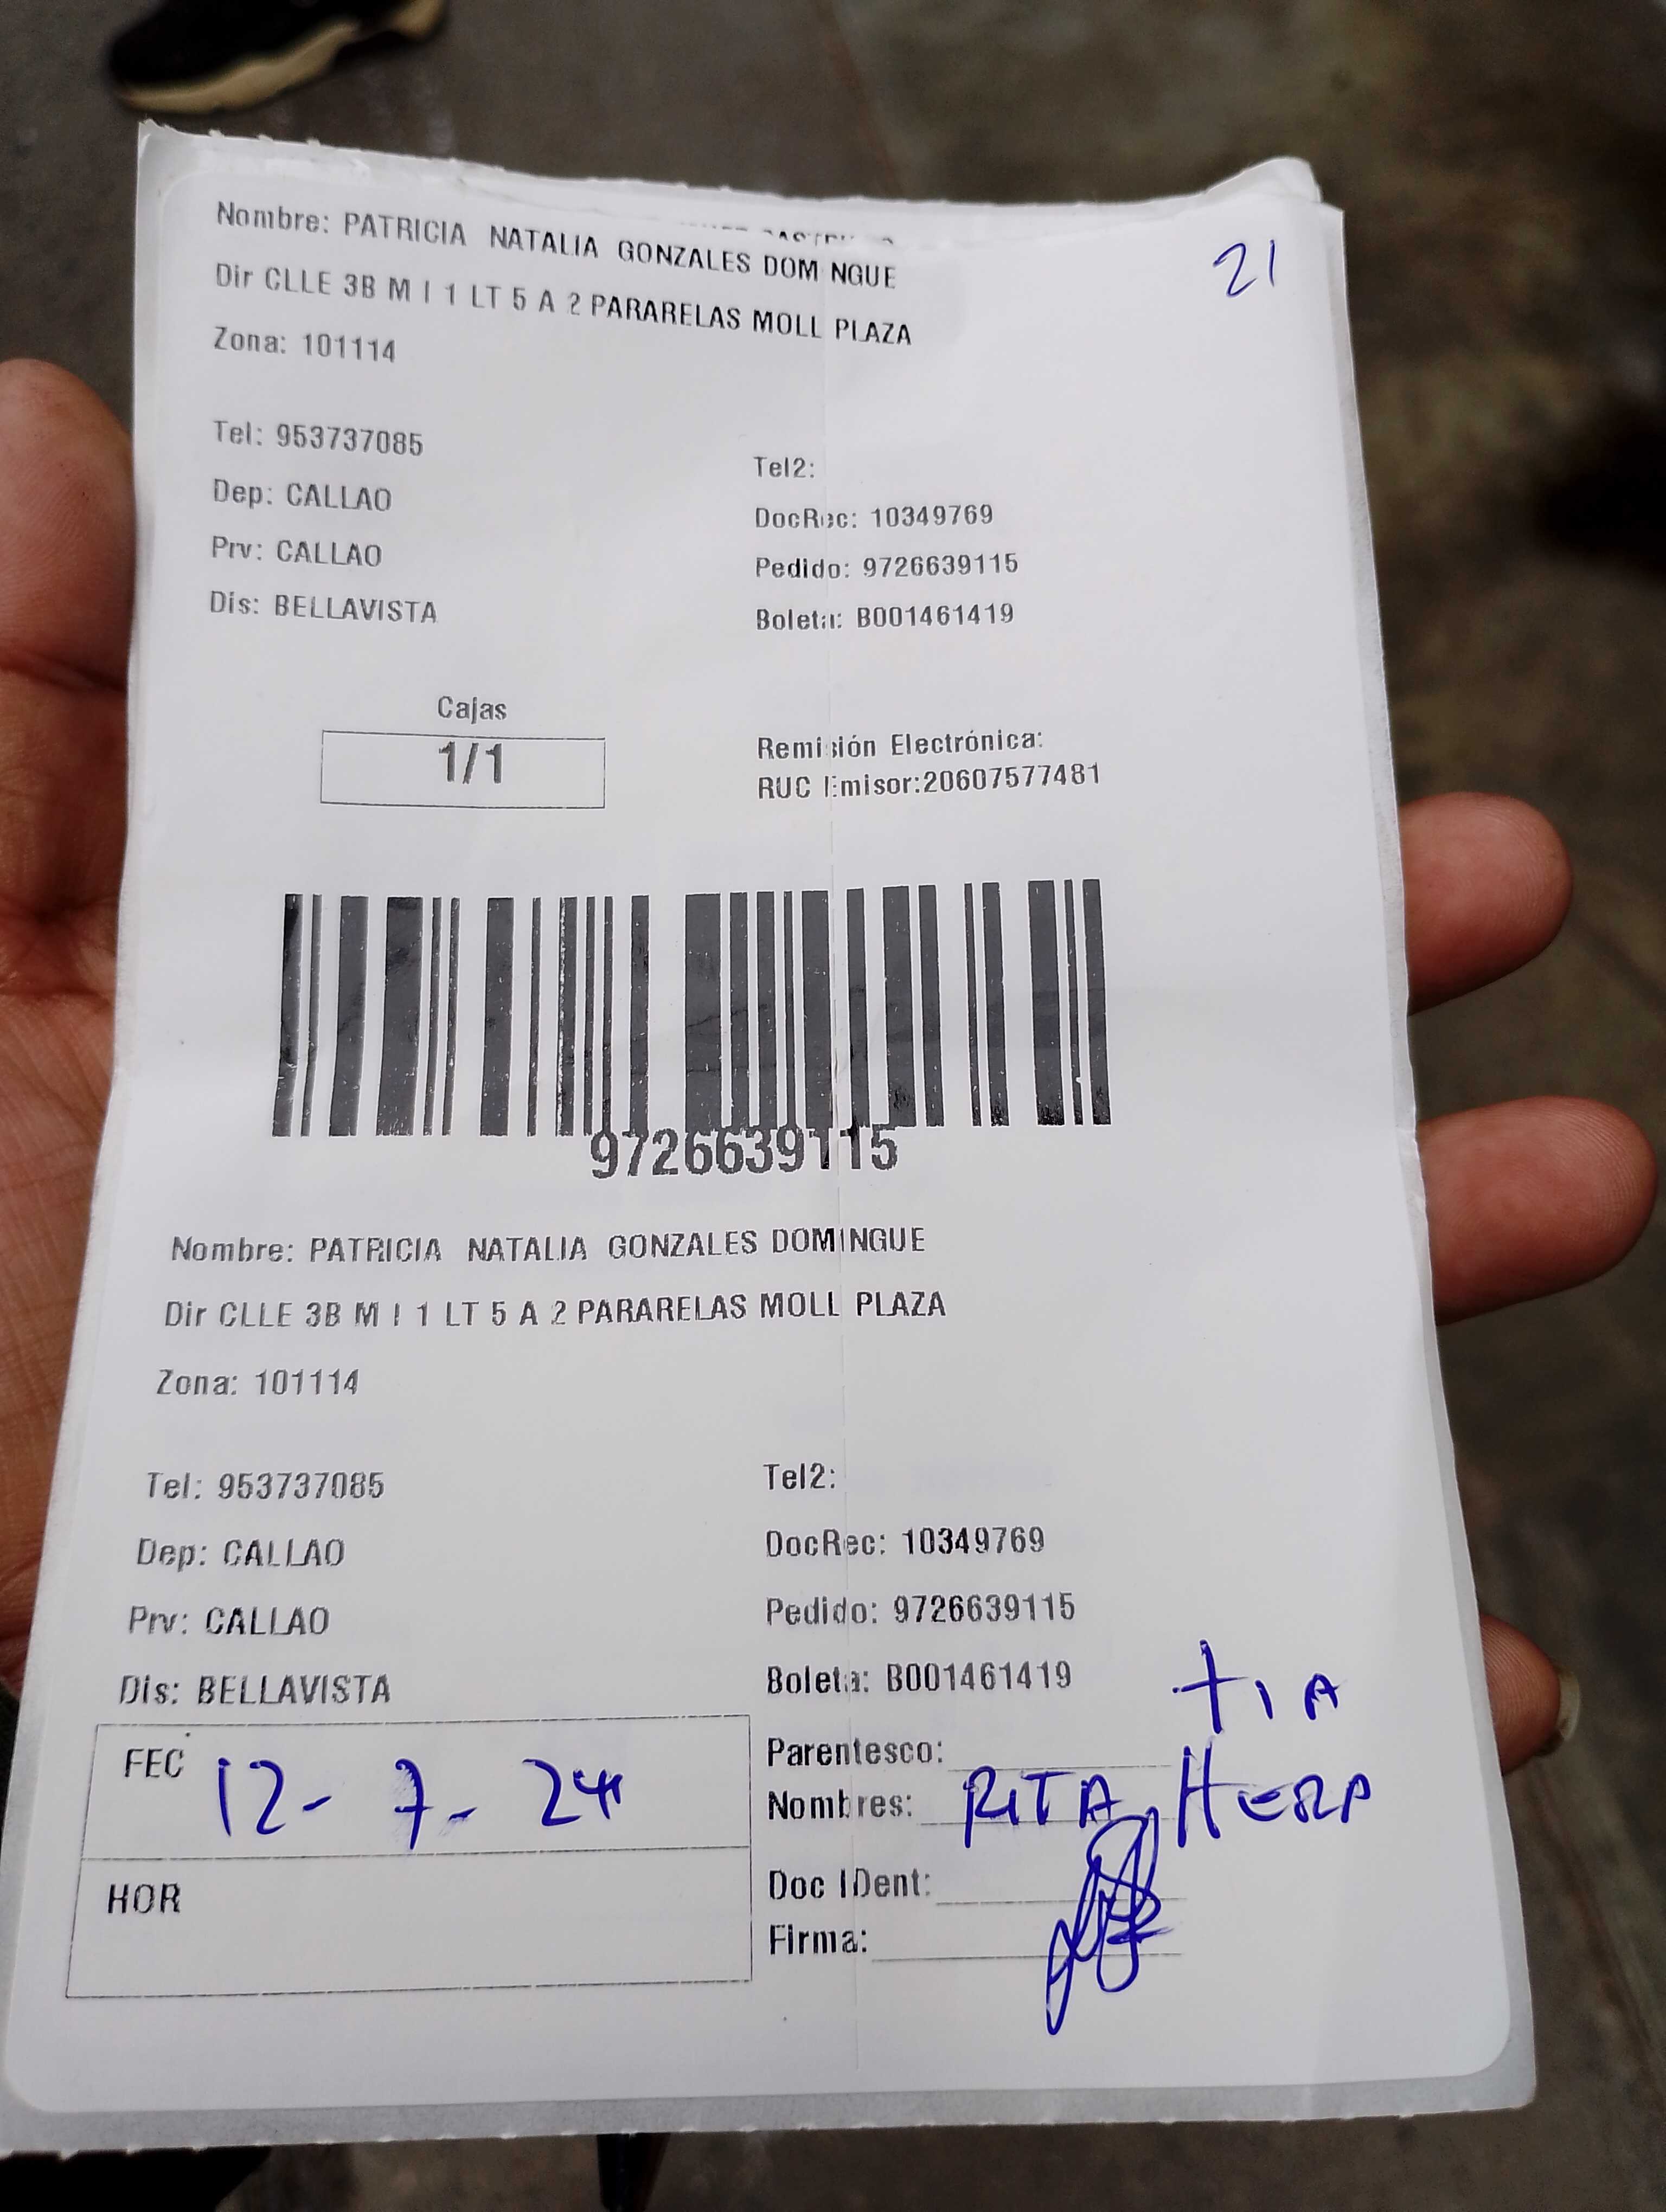 Nombre: PATRICIA NATALIA GONZALES DOM NGUE
21
Dir CLLE 3B M I 1 LT 5 A 2 PARARELAS MOLL PLAZA
Zona: 101114
Tel: 953737085
Tel2:
Dep: CALLAO
DocRec: 10349769
Prv: CALLAO
Pedido: 9726639115
Dis: BELLAVISTA
Boleta: B001461419
Cajas
1/1
Remisión Electrónica:
RUC Emisor:20607577481
9726639115
Nombre: PATRICIA NATALIA GONZALES DOMINGUE
Dir CLLE 3B M I 1 LT 5 A 2 PARARELAS MOLL PLAZA
Zona: 101114
Tel: 953737085
Tel2:
Dep: CALLAO
DocRec: 10349769
Prv: CALLAO
Pedido: 9726639115
Dis: BELLAVISTA
Boleta: B001461419
FEC 12-7-24
Parentesco: TIA
Nombres: RITA HERP
HOR
Doc IDent:
Firma: